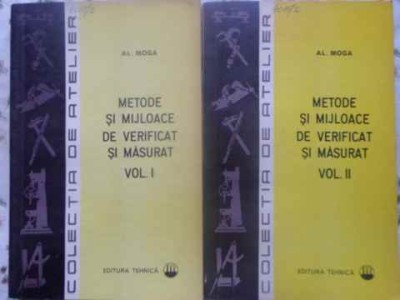 COLECȚIA DE ATELIER
AL. MOGA
METODE
ȘI MIJLOACE
DE VERIFICAT
ȘI MĂSURAT
VOL. I
EDITURA TEHNICĂ
COLECȚIA DE ATELIER
AL. MOGA
METODE
ȘI MIJLOACE
DE VERIFICAT
ȘI MĂSURAT
VOL. II
EDITURA TEHNICĂ